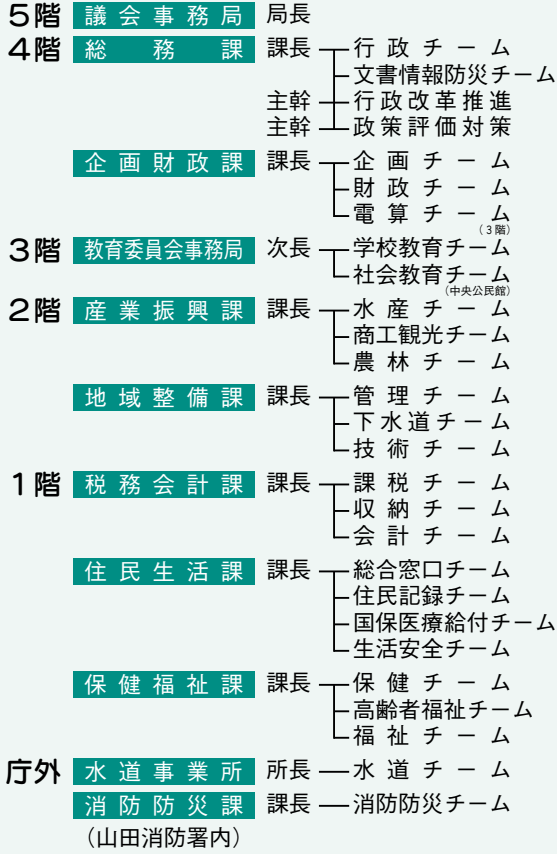 5階 議会事務局 局長
4階 総務課 課長 行政チーム
文書情報防災チーム
主幹 行政改革推進
主幹 政策評価対策
企画財政課 課長 企画チーム
財政チーム
電算チーム
(3階)
3階 教育委員会事務局 次長 学校教育チーム
社会教育チーム
(中央公民館)
2階 産業振興課 課長 水産チーム
商工観光チーム
農林チーム
地域整備課 課長 管理チーム
下水道チーム
技術チーム
1階 税務会計課 課長 課税チーム
収納チーム
会計チーム
住民生活課 課長 総合窓口チーム
住民記録チーム
国保医療給付チーム
生活安全チーム
保健福祉課 課長 保健チーム
高齢者福祉チーム
福祉チーム
庁外 水道事業所 所長 水道チーム
消防防災課 課長 消防防災チーム
(山田消防署内)